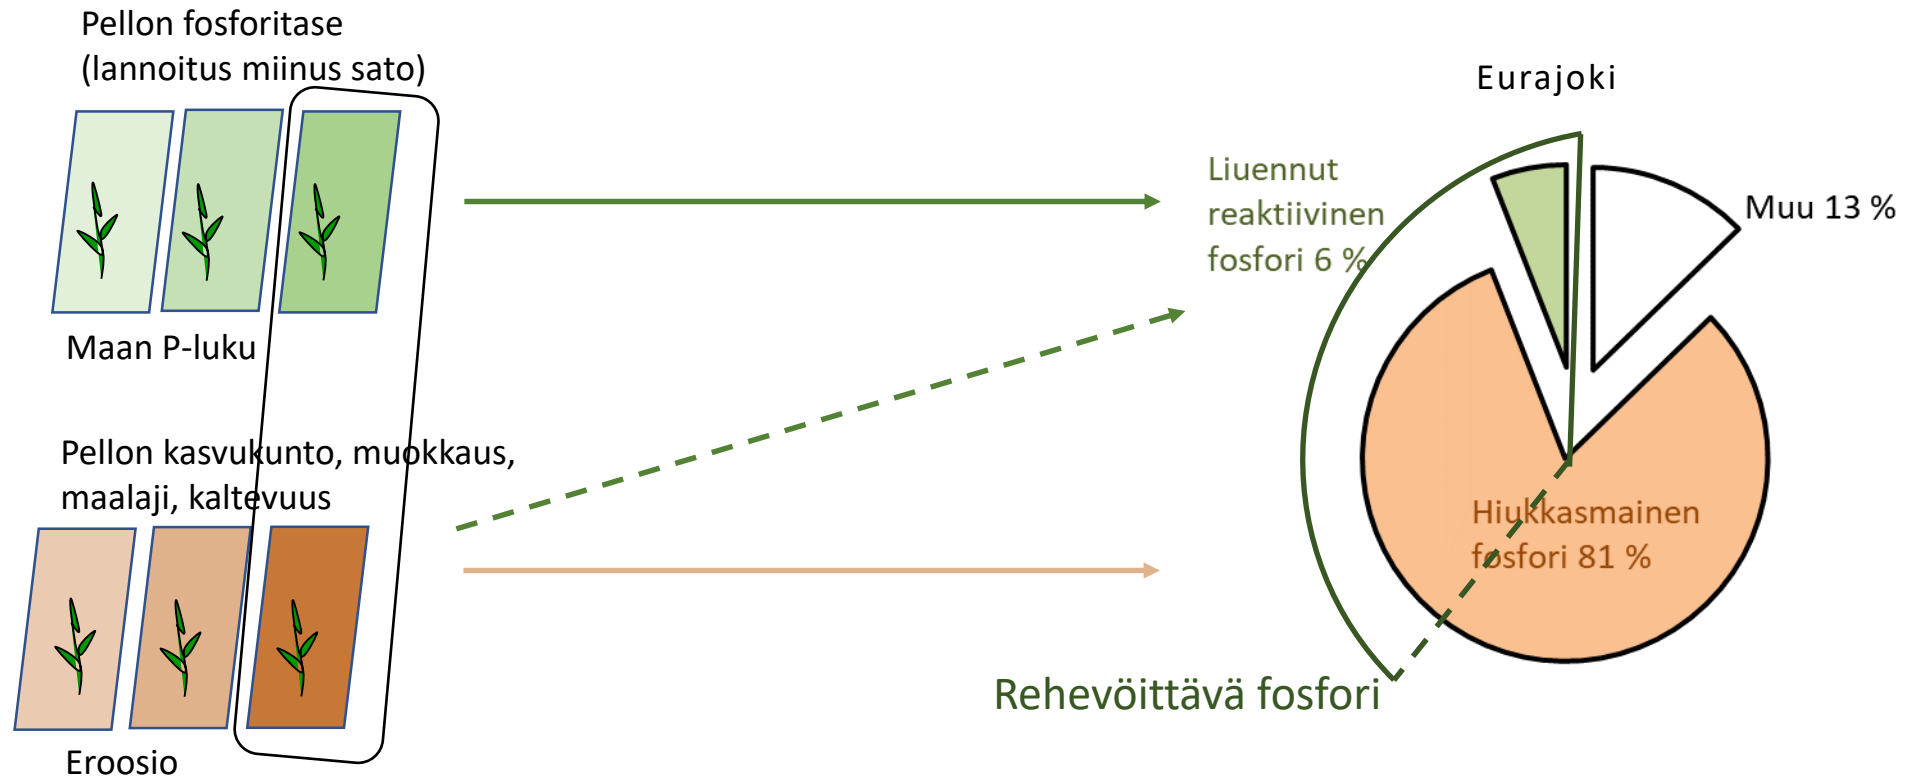 Pellon fosforitase
(lannoitus miinus sato)
Maan P-luku
Pellon kasvukunto, muokkaus,
maalaji, kaltevuus
Eroosio
Eurajoki
Liuennut
reaktiivinen
fosfori 6 %
Muu 13 %
Hiukkasmainen
fosfori 81 %
Rehevöittävä fosfori